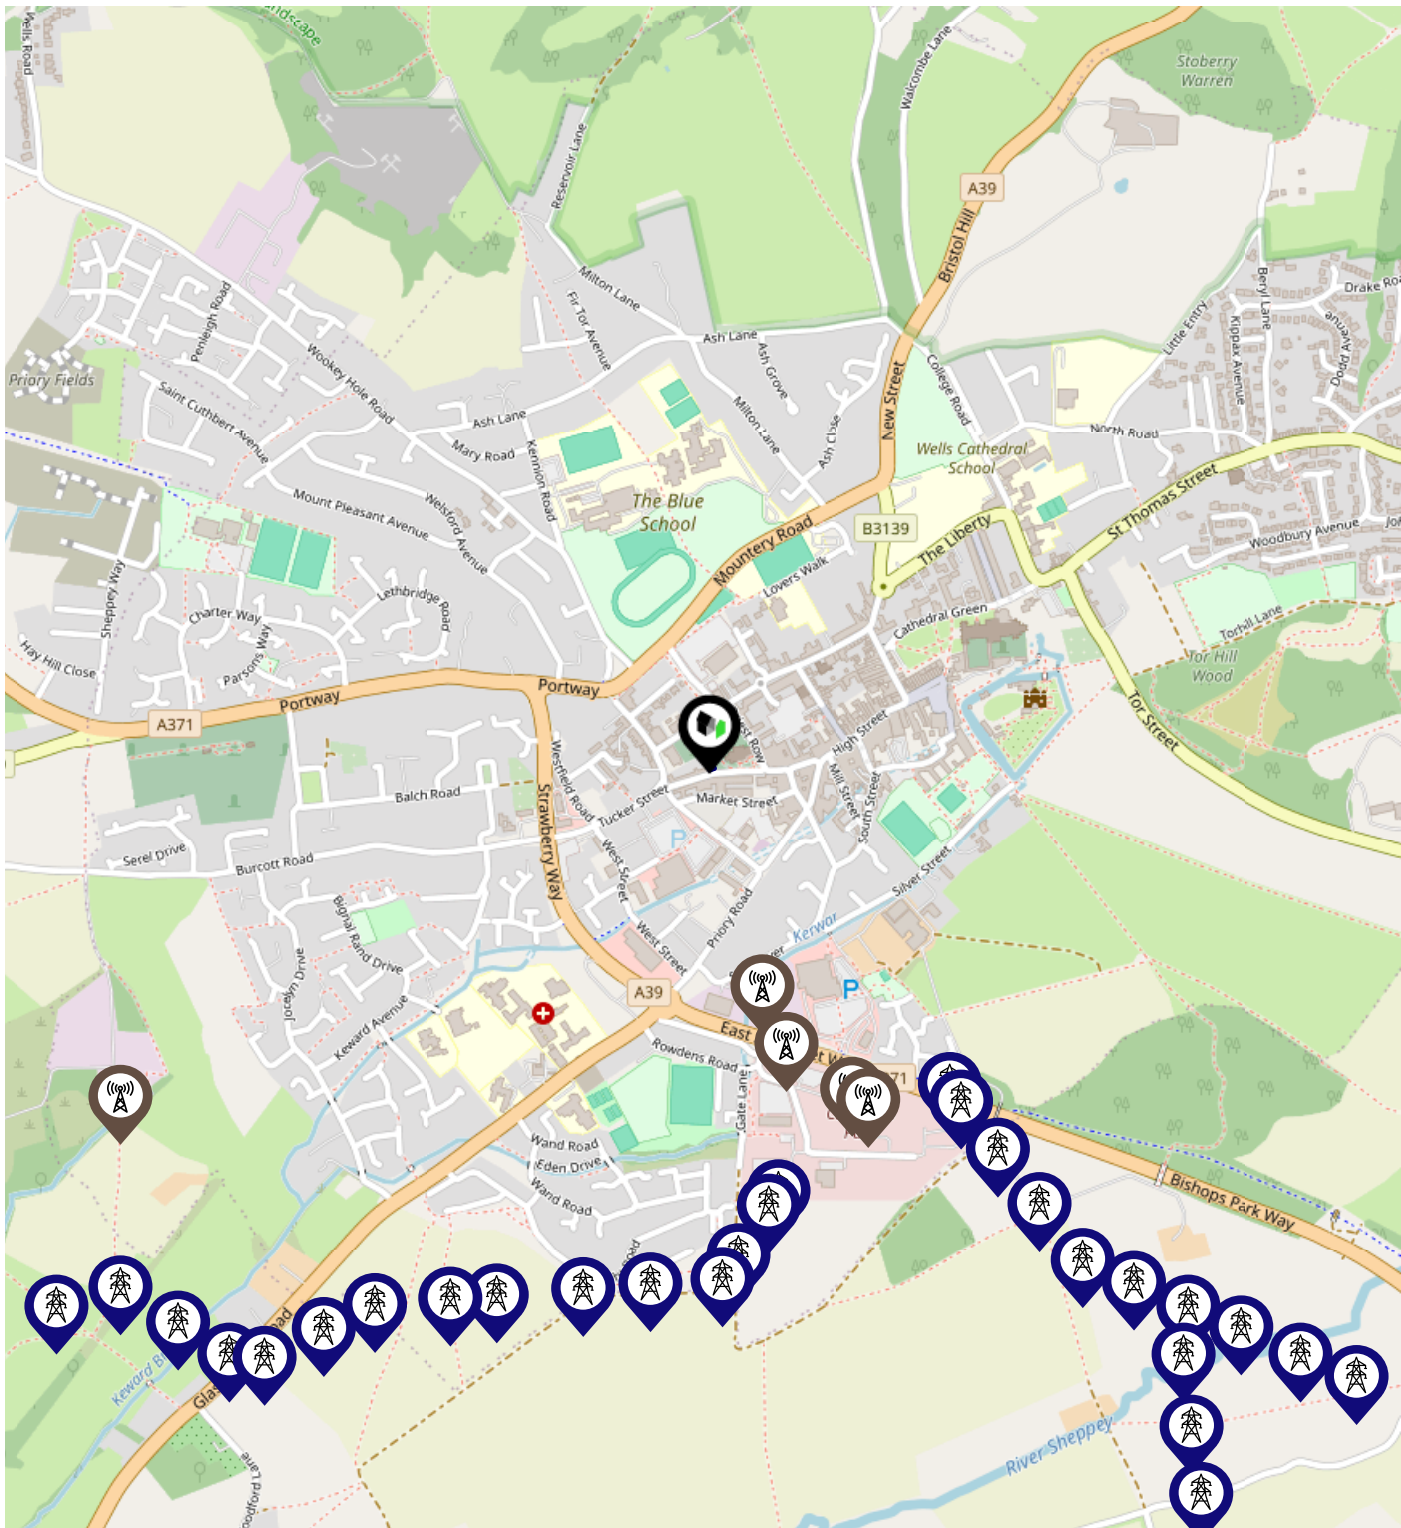 Wells Road
Landscape
Stoberry
Warren
Walcombe Lane
Reservoir Lane
A39
Bristol Hill
Milton Lane
Fir Tor Avenue
Beryl Lane
Drake Roa
Penleigh Road
Ash Lane
Little Entry
Kippax Avenue
Dodd Avenue
Wookey Hole Road
Ash Grove
College Road
Priory Fields
Saint Cuthbert Avenue
Ash Lane
Milton Lane
New Street
Mary Road
Kennion Road
Ash Close
North Road
Wells Cathedral
School
Mount Pleasant Avenue
Welsford Avenue
The Blue
School
St Thomas Street
B3139
The Liberty
Mountery Road
Woodbury Avenue
Lovers Walk
Sheppey Way
Lethbridge Road
Charter Way
Cathedral Green
Torhill Lane
Parsons Way
Hay Hill Close
Tor Hill
Wood
Portway
Portway
A371
Tor Street
High Street
Westfield Road
Strawberry Way
Balch Road
Tucker Street
Market Street
Mill Street
South Street
P
Serel Drive
Burcott Road
West Street
Silver Street
Bignal Rand Drive
Priory Road
Kerwar
West Street
Jocelyn Drive
A39
P
Keward Avenue
East
Rowdens Road
Gate Lane
Wand Road
Eden Drive
Wand Road
Bishops Park Way
River Sheppey